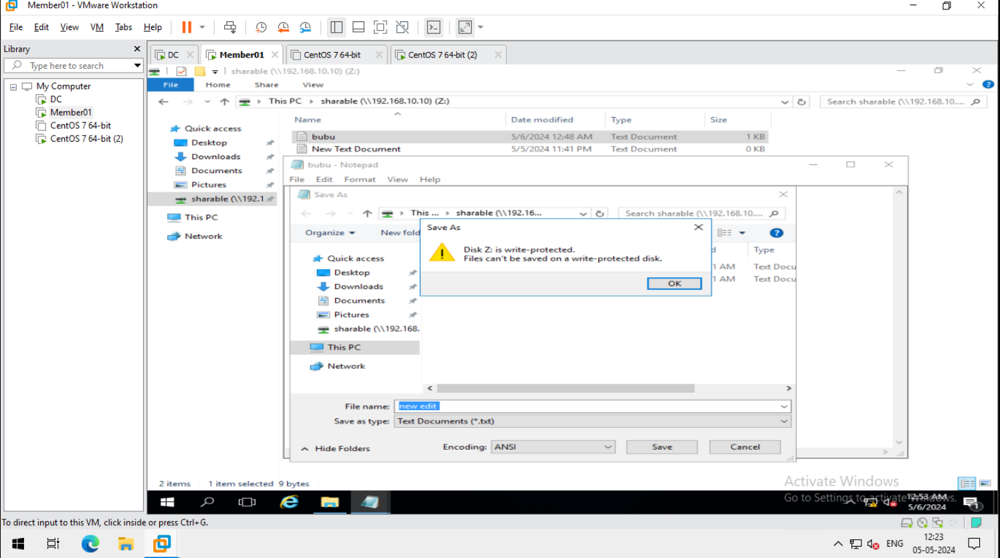 Member01 - VMware Workstation
File Edit View VM Tabs Help
Library
DC Member01 CentOS 7 64-bit CentOS 7 64-bit (2)
Type here to search
sharable (\\192.168.10.10) (Z:)
File Home Share View
My Computer
DC
Member01
CentOS 7 64-bit
CentOS 7 64-bit (2)
This PC > sharable (\\192.168.10.10) (Z:)
Search sharable (\\192.168.10....
Name Date modified Type Size
Quick access
Desktop
Downloads
Documents
Pictures
sharable (\\192.1
This PC
Network
bubu 5/6/2024 12:48 AM Text Document 1 KB
New Text Document 5/5/2024 11:41 PM Text Document 0 KB
bubu - Notepad
File Edit Format View Help
Save As
This ... > sharable (\\192.16...
Search sharable (\\192.168.10....
Organize New fold
Type
Save As
Disk Z: is write-protected.
Files can't be saved on a write-protected disk.
OK
1 AM Text Docu
1 AM Text Docu
Quick access
Desktop
Downloads
Documents
Pictures
sharable (\\192.168.
This PC
Network
File name: new edit
Save as type: Text Documents (*.txt)
Hide Folders
Encoding: ANSI
Save Cancel
2 items 1 item selected 9 bytes
Activate Windows
Go to Settings to activate Windows.
12:53 AM
5/6/2024
1
To direct input to this VM, click inside or press Ctrl+G.
ENG
12:23
05-05-2024